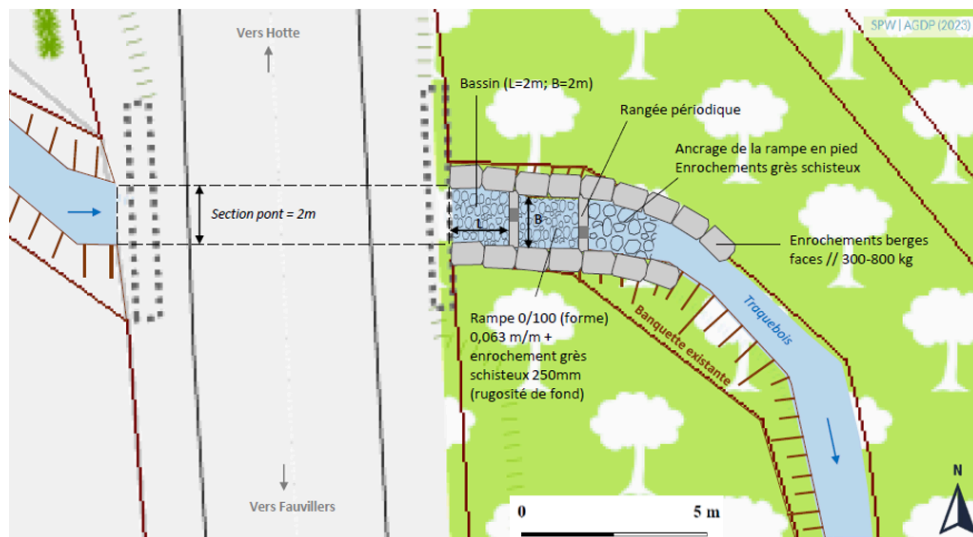 SPW | AGDP (2023)
Vers Hotte
Bassin (L=2m; B=2m)
Rangée périodique
Ancrage de la rampe en pied
Enrochements grès schisteux
Section pont = 2m
L
B
Enrochements berges
faces // 300-800 kg
Rampe 0/100 (forme)
0,063 m/m +
enrochement grès
schisteux 250mm
(rugosité de fond)
Banquette existante
Traquebois
Vers Fauvillers
N
0 5 m